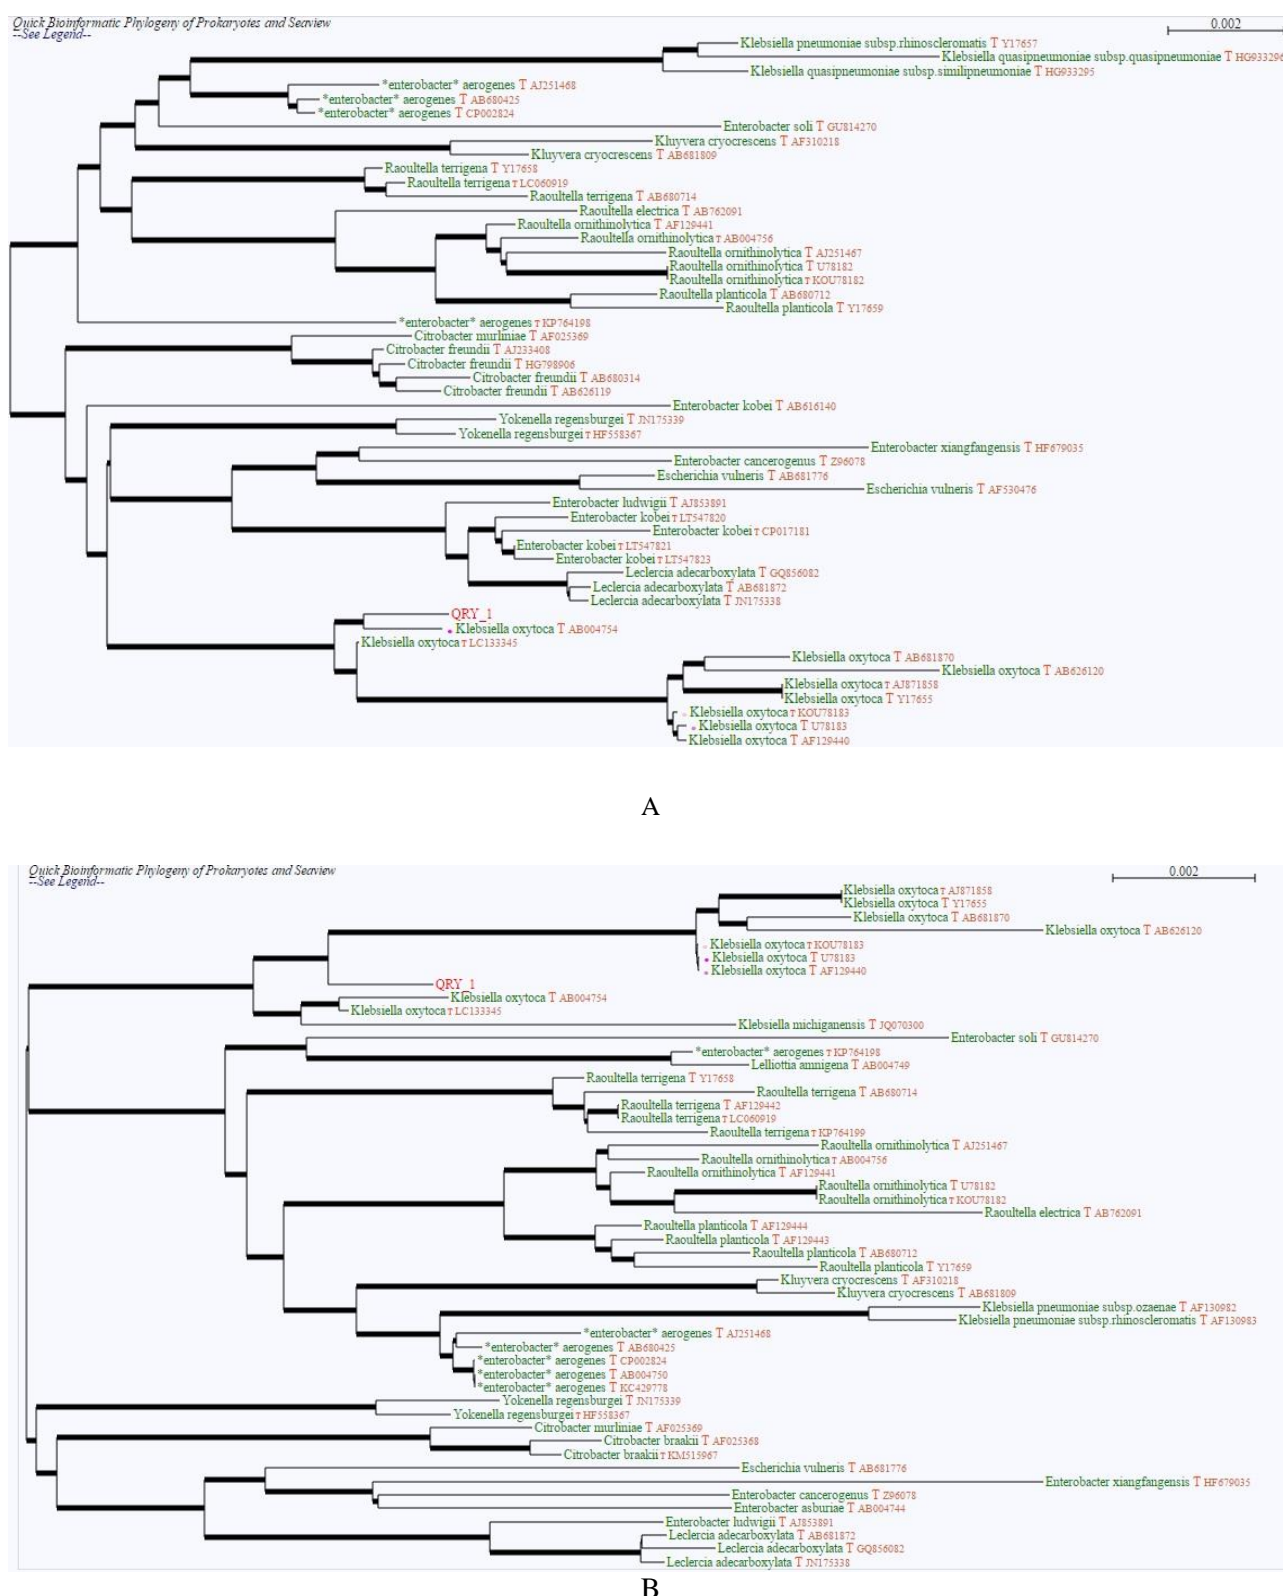 Quick Bioinformatic Phylogeny of Prokaryotes and Seaview
--See Legend--
0.002
Klebsiella pneumoniae subsp.rhinoscleromatis T Y17657
Klebsiella quasipneumoniae subsp.quasipneumoniae T HG933296
Klebsiella quasipneumoniae subsp.similipneumoniae T HG933295
*enterobacter* aerogenes T AJ251468
*enterobacter* aerogenes T AB680425
*enterobacter* aerogenes T CP002824
Enterobacter soli T GU814270
Kluyvera cryocrescens T AF310218
Kluyvera cryocrescens T AB681809
Raoultella terrigena T Y17658
Raoultella terrigena T LC060919
Raoultella terrigena T AB680714
Raoultella electrica T AB762091
Raoultella ornithinolytica T AF129441
Raoultella ornithinolytica T AB004756
Raoultella ornithinolytica T AJ251467
Raoultella ornithinolytica T U78182
Raoultella ornithinolytica T KOU78182
Raoultella planticola T AB680712
Raoultella planticola T Y17659
*enterobacter* aerogenes T KP764198
Citrobacter murliniae T AF025369
Citrobacter freundii T AJ233408
Citrobacter freundii T HG798906
Citrobacter freundii T AB680314
Citrobacter freundii T AB626119
Enterobacter kobei T AB616140
Yokenella regensburgei T JN175339
Yokenella regensburgei T HF558367
Enterobacter xiangfangensis T HF679035
Enterobacter cancerogenus T Z96078
Escherichia vulneris T AB681776
Escherichia vulneris T AF530476
Enterobacter ludwigii T AJ853891
Enterobacter kobei T LT547820
Enterobacter kobei T CP017181
Enterobacter kobei T LT547821
Enterobacter kobei T LT547823
Leclercia adecarboxylata T GQ856082
Leclercia adecarboxylata T AB681872
Leclercia adecarboxylata T JN175338
QRY_1
Klebsiella oxytoca T AB004754
Klebsiella oxytoca T LC133345
Klebsiella oxytoca T AB681870
Klebsiella oxytoca T AB626120
Klebsiella oxytoca T AJ871858
Klebsiella oxytoca T Y17655
Klebsiella oxytoca T KOU78183
Klebsiella oxytoca T U78183
Klebsiella oxytoca T AF129440
A
Quick Bioinformatic Phylogeny of Prokaryotes and Seaview
--See Legend--
0.002
Klebsiella oxytoca T AJ871858
Klebsiella oxytoca T Y17655
Klebsiella oxytoca T AB681870
Klebsiella oxytoca T AB626120
Klebsiella oxytoca T KOU78183
Klebsiella oxytoca T U78183
Klebsiella oxytoca T AF129440
QRY_1
Klebsiella oxytoca T AB004754
Klebsiella oxytoca T LC133345
Klebsiella michiganensis T JQ070300
Enterobacter soli T GU814270
*enterobacter* aerogenes T KP764198
Lelliottia amnigena T AB004749
Raoultella terrigena T Y17658
Raoultella terrigena T AB680714
Raoultella terrigena T AF129442
Raoultella terrigena T LC060919
Raoultella terrigena T KP764199
Raoultella ornithinolytica T AJ251467
Raoultella ornithinolytica T AB004756
Raoultella ornithinolytica T AF129441
Raoultella ornithinolytica T U78182
Raoultella ornithinolytica T KOU78182
Raoultella electrica T AB762091
Raoultella planticola T AF129444
Raoultella planticola T AF129443
Raoultella planticola T AB680712
Raoultella planticola T Y17659
Kluyvera cryocrescens T AF310218
Kluyvera cryocrescens T AB681809
Klebsiella pneumoniae subsp.ozaenae T AF130982
Klebsiella pneumoniae subsp.rhinoscleromatis T AF130983
*enterobacter* aerogenes T AJ251468
*enterobacter* aerogenes T AB680425
*enterobacter* aerogenes T CP002824
*enterobacter* aerogenes T AB004750
*enterobacter* aerogenes T KC429778
Yokenella regensburgei T JN175339
Yokenella regensburgei T HF558367
Citrobacter murliniae T AF025369
Citrobacter braakii T AF025368
Citrobacter braakii T KM515967
Escherichia vulneris T AB681776
Enterobacter xiangfangensis T HF679035
Enterobacter cancerogenus T Z96078
Enterobacter asburiae T AB004744
Enterobacter ludwigii T AJ853891
Leclercia adecarboxylata T AB681872
Leclercia adecarboxylata T GQ856082
Leclercia adecarboxylata T JN175338
B